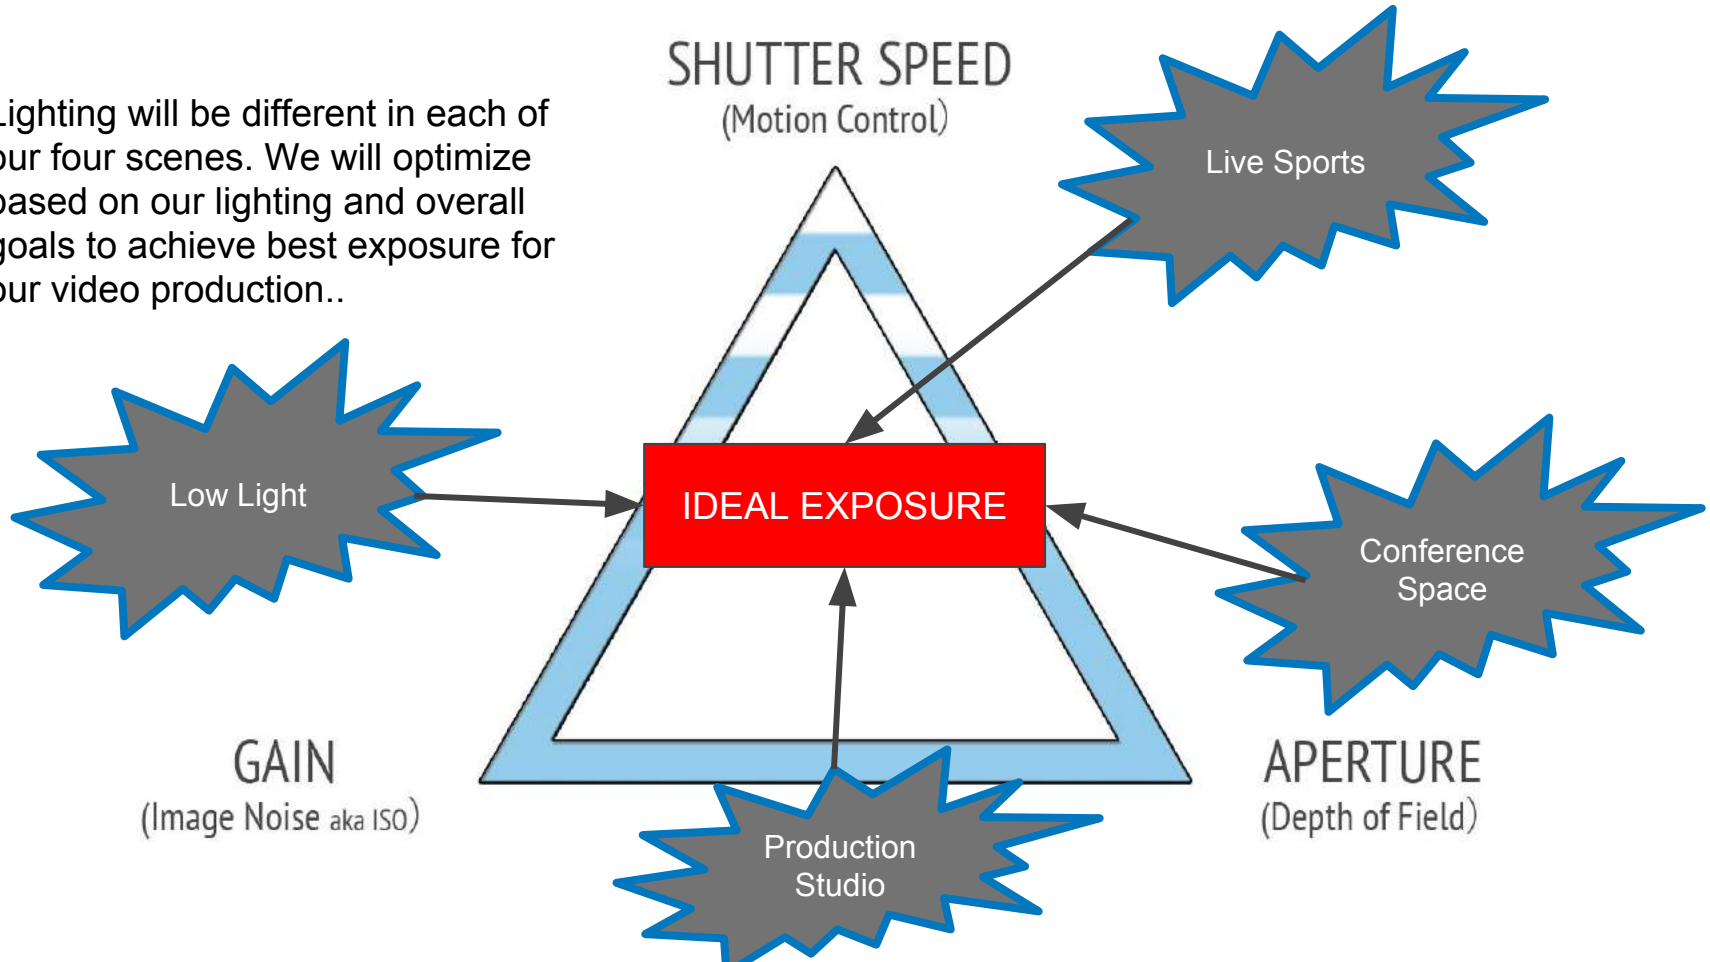 SHUTTER SPEED
(Motion Control)
Lighting will be different in each of
our four scenes. We will optimize
based on our lighting and overall
goals to achieve best exposure for
our video production..
Live Sports
Low Light
IDEAL EXPOSURE
Conference
Space
GAIN
(Image Noise aka ISO)
APERTURE
(Depth of Field)
Production
Studio